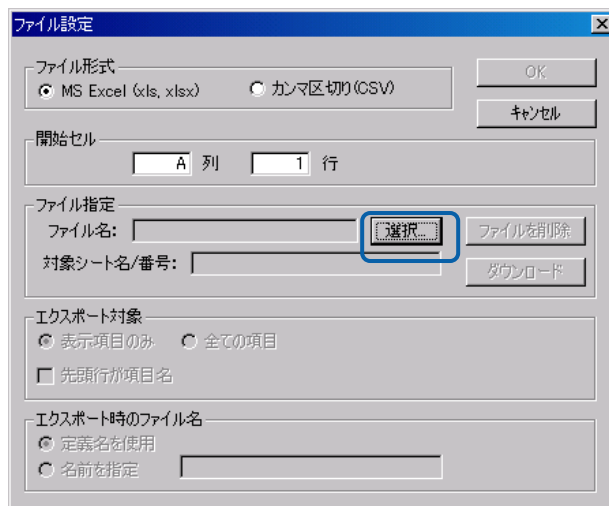 ファイル設定
ファイル形式
MS Excel (xls, xlsx)
カンマ区切り(CSV)
OK
キャンセル
開始セル
A 列 1 行
ファイル指定
ファイル名:
選択...
ファイルを削除
対象シート名/番号:
ダウンロード
エクスポート対象
表示項目のみ
全ての項目
先頭行が項目名
エクスポート時のファイル名
定義名を使用
名前を指定